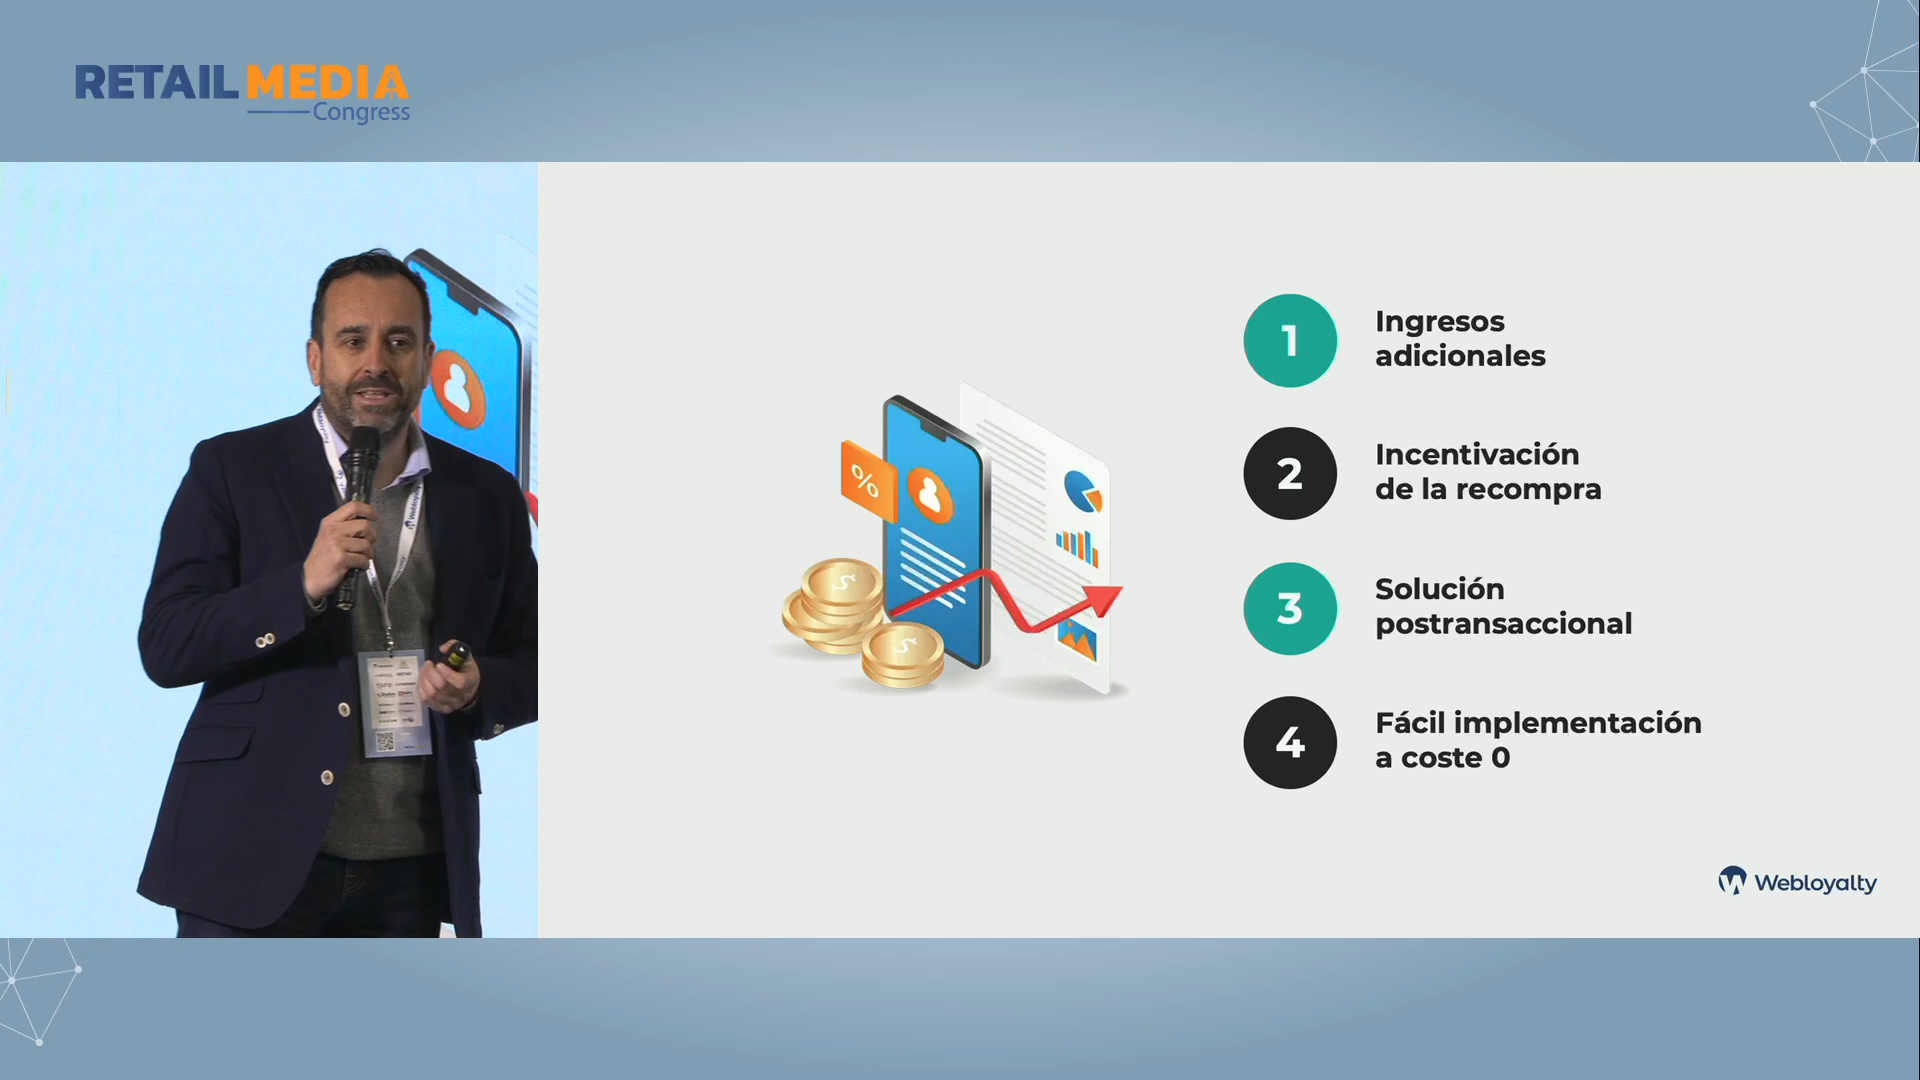 RETAIL MEDIA
Congress
Webloyalty
%
1
Ingresos
adicionales
2
Incentivación
de la recompra
3
Solución
postransaccional
4
Fácil implementación
a coste 0
Webloyalty